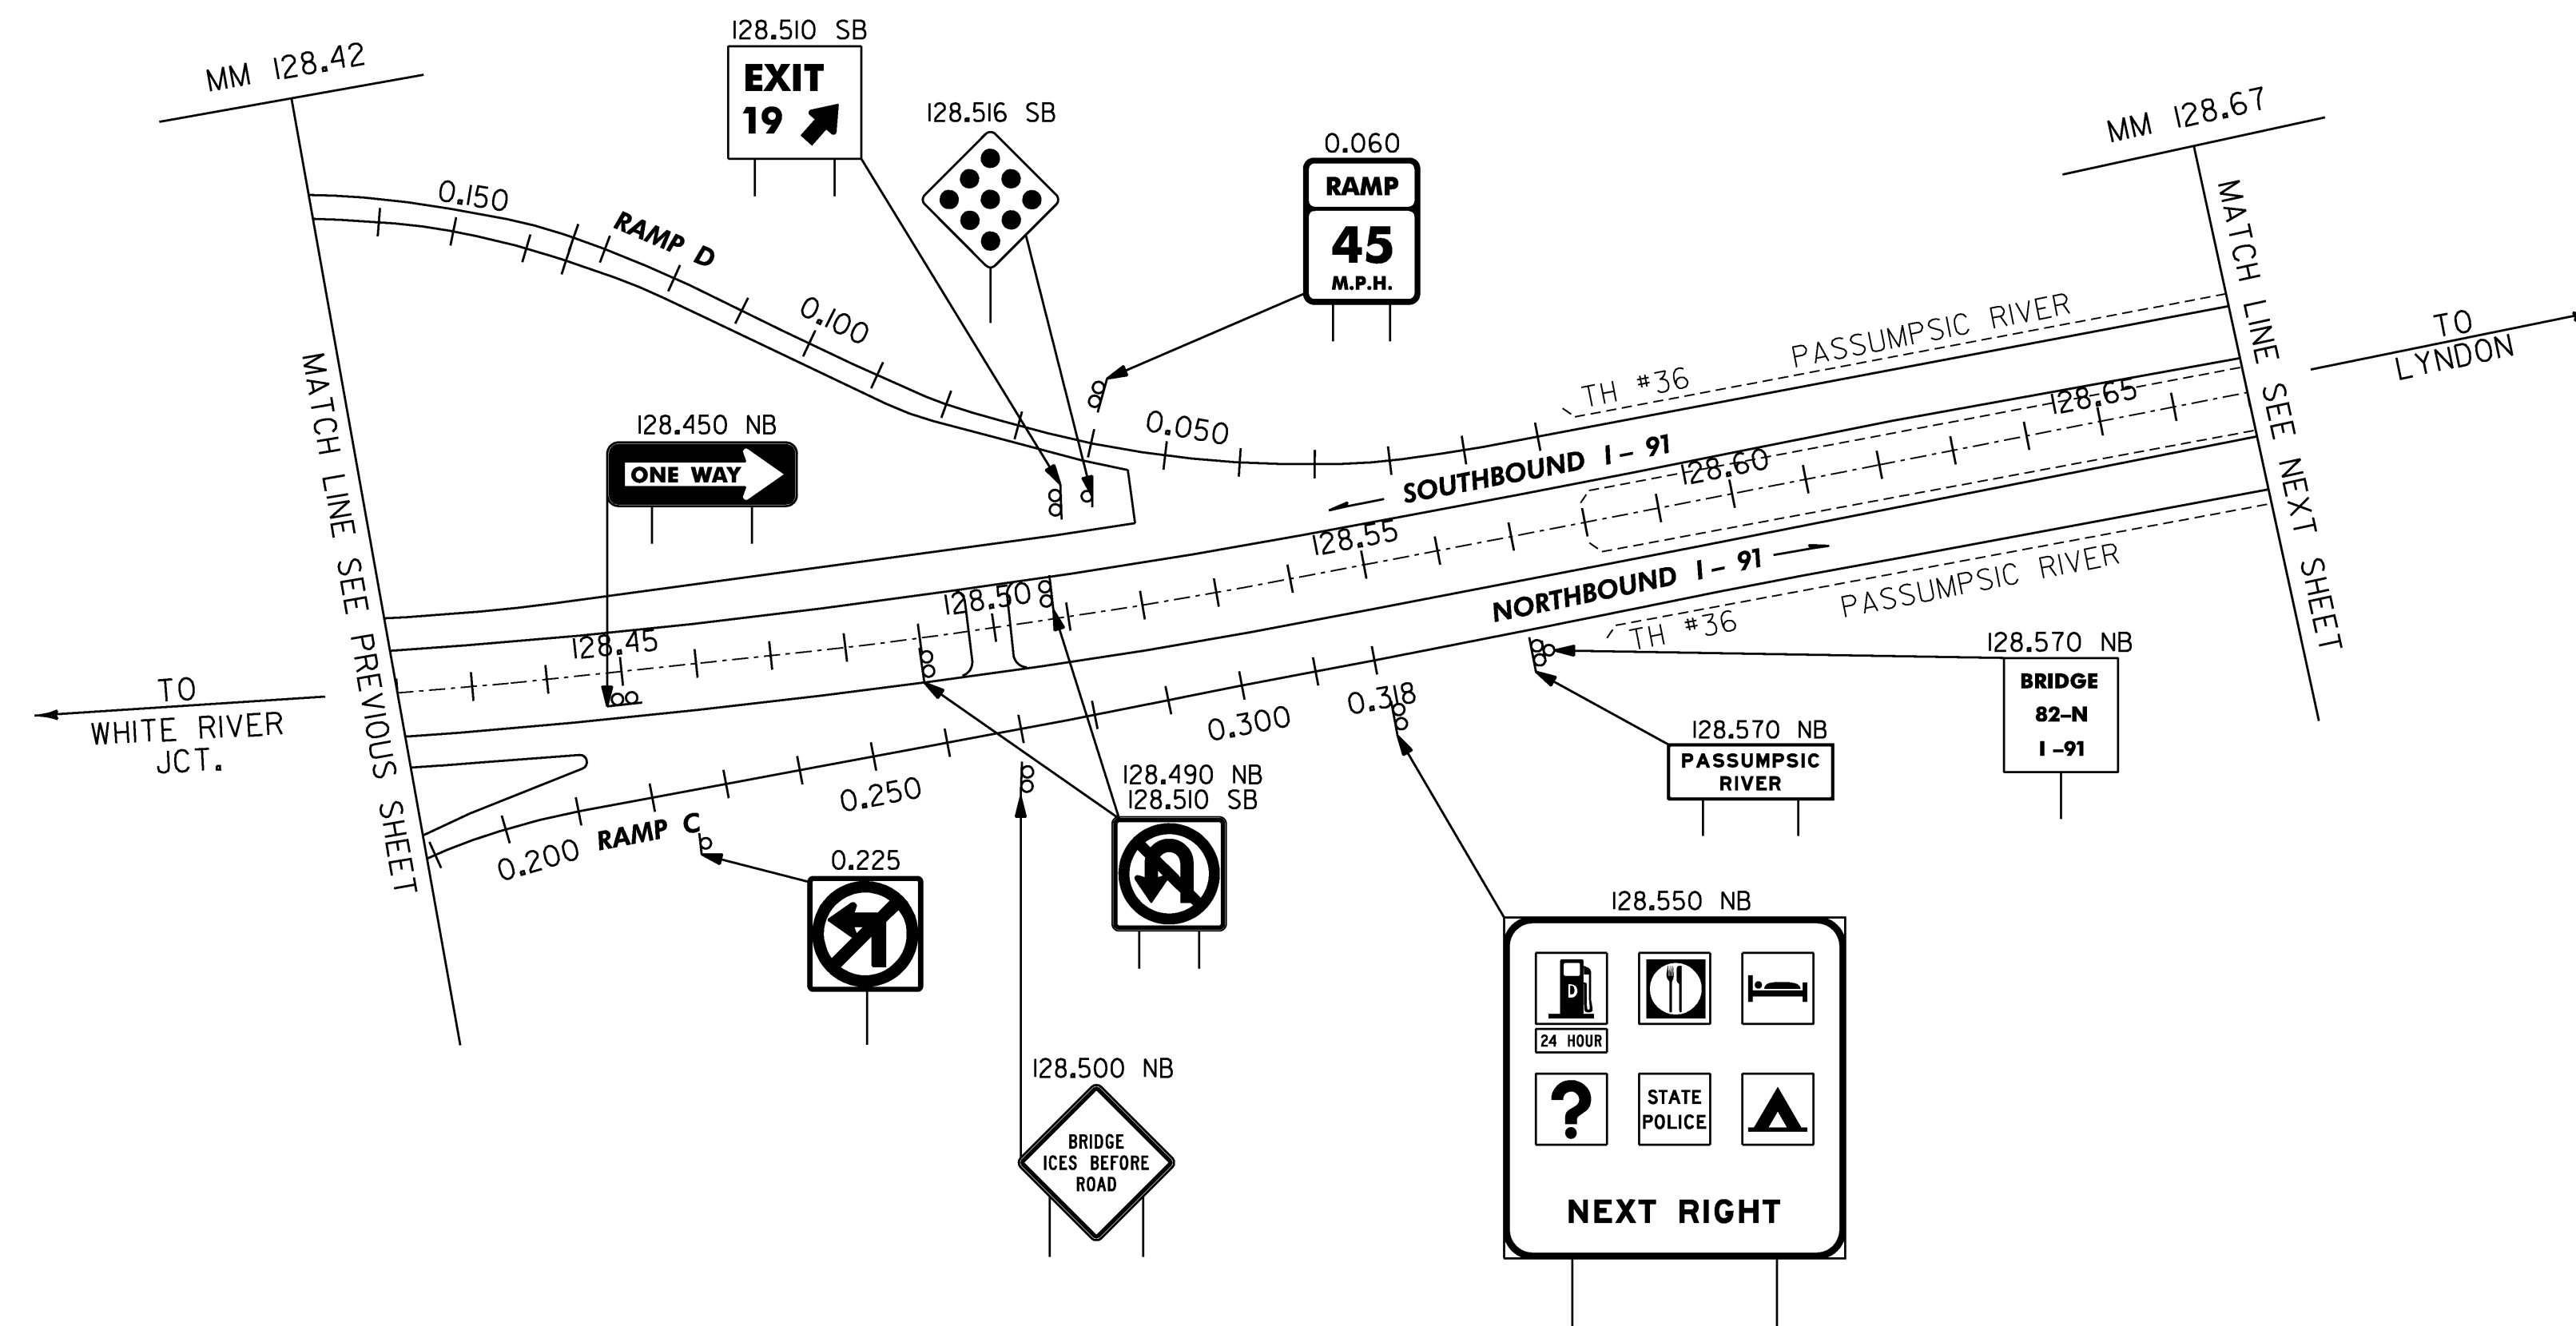 MM 128.42
128.510 SB
EXIT
19
128.516 SB
0.060
RAMP
45
M.P.H.
MM 128.67
MATCH LINE SEE PREVIOUS SHEET
0.150
RAMP D
0.100
0.050
128.450 NB
ONE WAY
TH #36
PASSUMPSIC RIVER
SOUTHBOUND I-91
128.65
128.60
128.55
128.50
128.45
MATCH LINE SEE NEXT SHEET
TO
LYNDON
NORTHBOUND I-91
TH #36
PASSUMPSIC RIVER
TO
WHITE RIVER
JCT.
128.570 NB
BRIDGE
82-N
I-91
128.570 NB
PASSUMPSIC
RIVER
0.318
0.300
0.250
0.200
RAMP C
0.225
128.490 NB
128.510 SB
128.500 NB
BRIDGE
ICES BEFORE
ROAD
128.550 NB
D
24 HOUR
?
STATE
POLICE
NEXT RIGHT